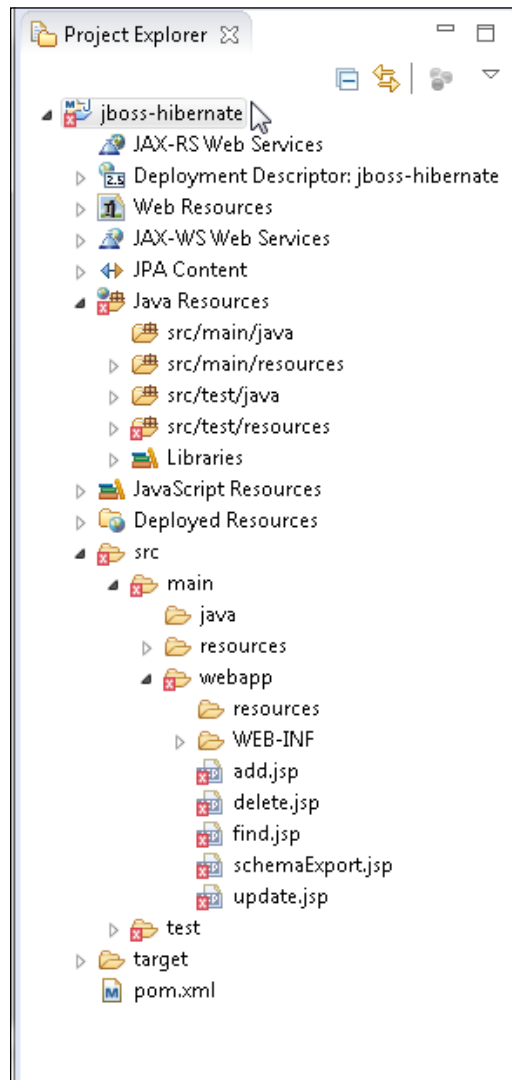 Project Explorer
jboss-hibernate
JAX-RS Web Services
2.5 Deployment Descriptor: jboss-hibernate
Web Resources
JAX-WS Web Services
JPA Content
Java Resources
src/main/java
src/main/resources
src/test/java
src/test/resources
Libraries
JavaScript Resources
Deployed Resources
src
main
java
resources
webapp
resources
WEB-INF
add.jsp
delete.jsp
find.jsp
schemaExport.jsp
update.jsp
test
target
M pom.xml